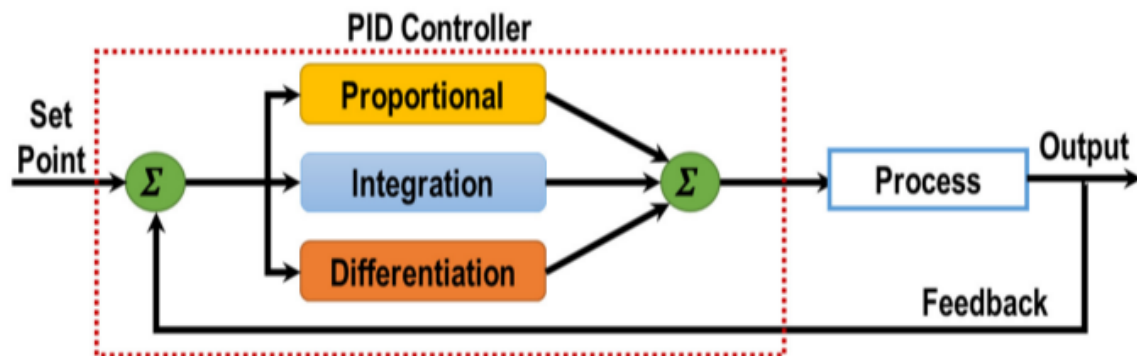 PID Controller
Set
Point
Σ
Proportional
Integration
Differentiation
Σ
Process
Output
Feedback